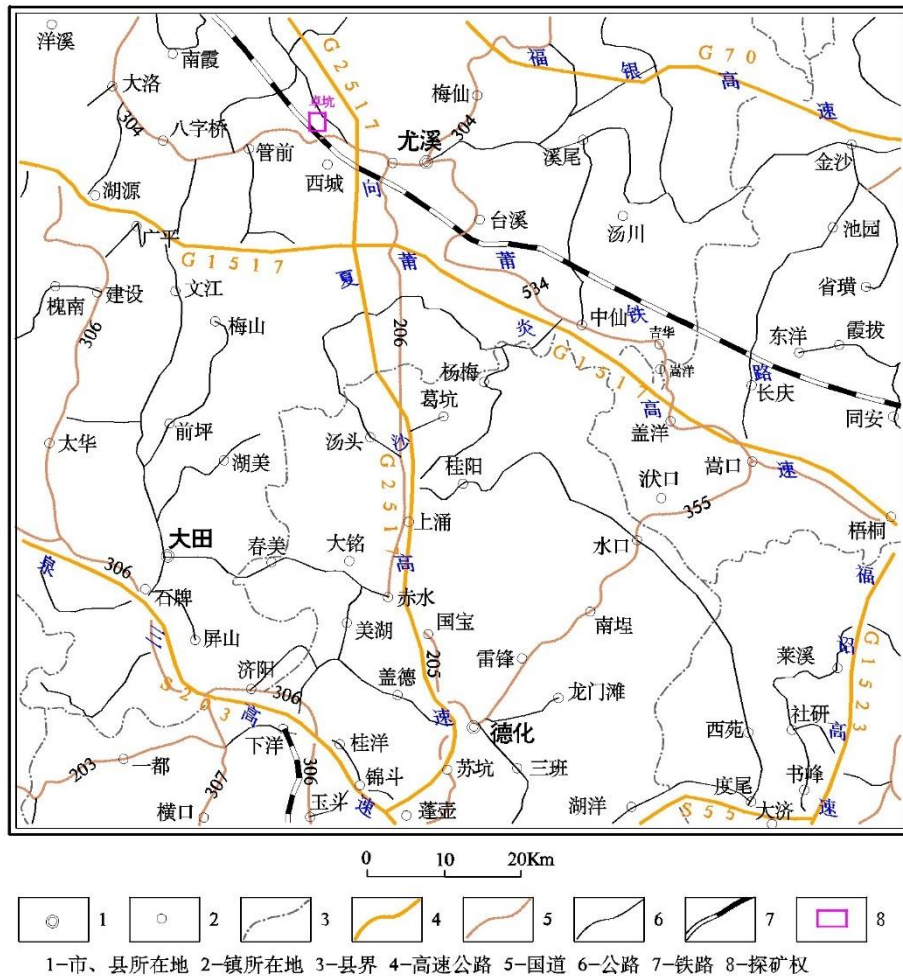 洋溪
南霞
G2517
福银高速
G70
大洛
卓坑
梅仙
304
八字桥
304
管前
西城
尤溪
溪尾
金沙
湖源
向莆铁路
台溪
汤川
池园
广平
G1517
莆炎高速
534
省璜
槐南
建设
文江
夏沙高速
306
梅山
206
中仙
吉华
东洋
霞拔
杨梅
嵩洋
G1517
长庆
葛坑
盖洋
同安
太华
前坪
汤头
湖美
桂阳
洑口
嵩口
G2517
355
梧桐
上涌
水口
大田
春美
大铭
泉三高速
306
石牌
赤水
福诏高速
屏山
美湖
国宝
南埕
G1523
205
雷锋
莱溪
S203
济阳
306
盖德
龙门滩
社研
德化
西苑
下洋
桂洋
203
一都
苏坑
三班
书峰
307
306
锦斗
度尾
横口
玉斗
蓬壶
湖洋
S55
大济
0 10 20Km
1 2 3 4 5 6 7 8
1-市、县所在地 2-镇所在地 3-县界 4-高速公路 5-国道 6-公路 7-铁路 8-探矿权